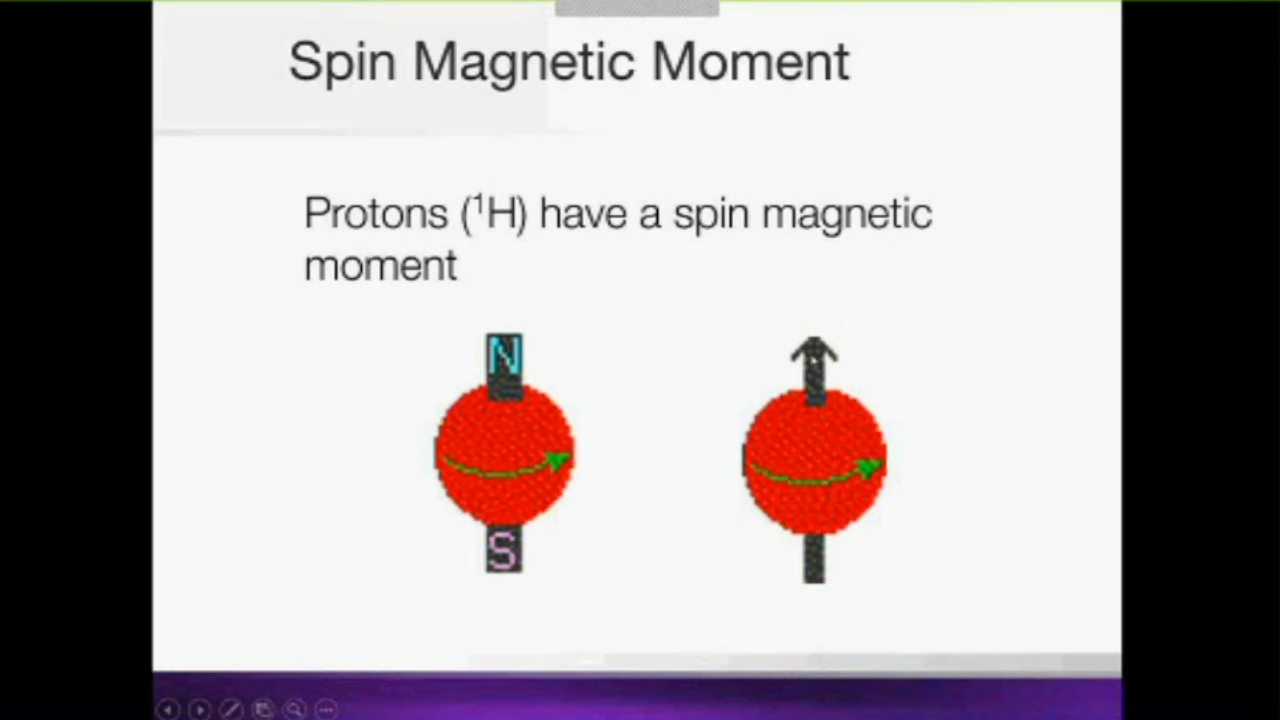 Spin Magnetic Moment
Protons (¹H) have a spin magnetic
moment
N
S